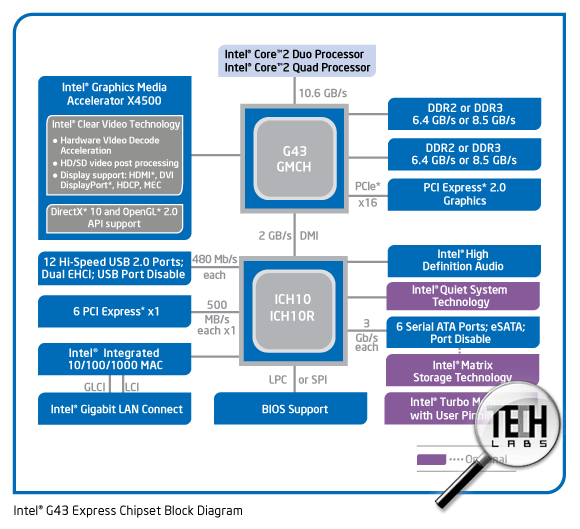 Intel® Core™2 Duo Processor
Intel® Core™2 Quad Processor
10.6 GB/s
Intel® Graphics Media
Accelerator X4500
Intel® Clear Video Technology
• Hardware VIdeo Decode
Acceleration
• HD/SD video post processing
• Display support: HDMI*, DVI
DisplayPort*, HDCP, MEC
DirectX* 10 and OpenGL* 2.0
API support
G43
GMCH
DDR2 or DDR3
6.4 GB/s or 8.5 GB/s
DDR2 or DDR3
6.4 GB/s or 8.5 GB/s
PCIe*
x16
PCI Express* 2.0
Graphics
2 GB/s DMI
12 Hi-Speed USB 2.0 Ports;
Dual EHCI; USB Port Disable
480 Mb/s
each
6 PCI Express* x1
500
MB/s
each x1
Intel® Integrated
10/100/1000 MAC
GLCI LCI
Intel® Gigabit LAN Connect
ICH10
ICH10R
Intel® High
Definition Audio
Intel® Quiet System
Technology
3
Gb/s
each
6 Serial ATA Ports; eSATA;
Port Disable
Intel® Matrix
Storage Technology
LPC or SPI
BIOS Support
Intel® Turbo
with User
TECH
LABS
Intel® G43 Express Chipset Block Diagram